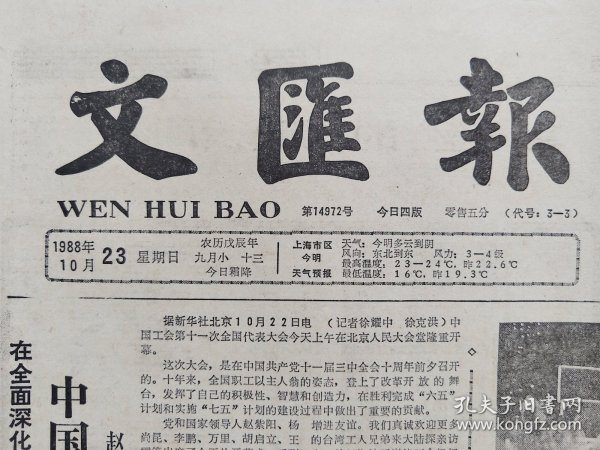 文匯報
WEN HUI BAO 第14972号 今日四版 零售五分 (代号:3—3)
1988年
10月
23 星期日
农历戊辰年
九月小 十三
今日霜降
上海市区
今明
天气预报
天气:今明多云到阴
风向:东北到东 风力:3—4级
最高温度:23—24℃,昨22.6℃
最低温度:16℃,昨19.3℃
据新华社北京10月22日电 (记者徐耀中 徐克洪)中
国工会第十一次全国代表大会今天上午在北京人民大会堂隆重开
幕。
这次大会,是在中国共产党十一届三中全会十周年前夕召开
的。十年来,全国职工以主人翁的姿态,登上了改革开放的舞
台,发挥了自己的积极性、智慧和创造力,在胜利完成“六五”
计划和实施“七五”计划的建设过程中做出了重要的贡献。
党和国家领导人赵紫阳、杨
尚昆、李鹏、万里、胡启立、王
增进友谊。我们真诚欢迎更多
的台湾工人兄弟来大陆探亲访
在全面深化
中国
赵
孔夫子旧书网